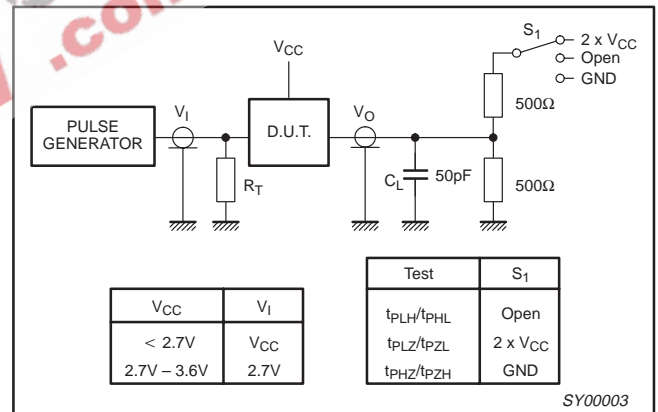 .com
S1
2 x VCC
Open
GND
VCC
500Ω
VI
VO
PULSE
GENERATOR
D.U.T.
RT
CL
50pF
500Ω
Test S1
tPLH/tPHL Open
tPLZ/tPZL 2 x VCC
tPHZ/tPZH GND
VCC VI
< 2.7V VCC
2.7V – 3.6V 2.7V
SY00003